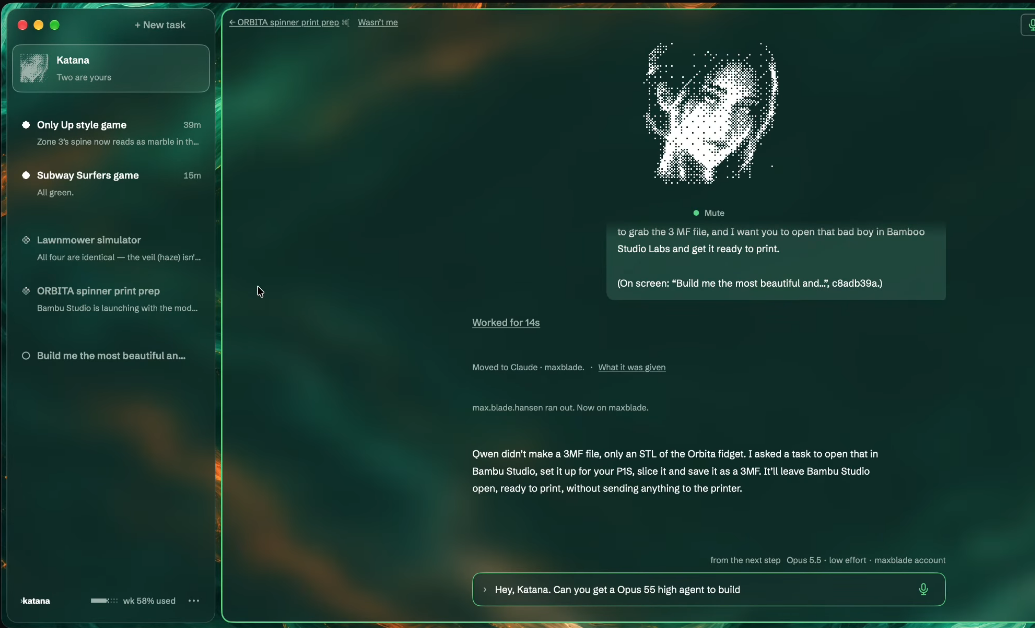 + New task
Katana
Two are yours
Only Up style game 39m
Zone 3's spine now reads as marble in th...
Subway Surfers game 15m
All green.
Lawnmower simulator
All four are identical — the veil (haze) isn'...
ORBITA spinner print prep
Bambu Studio is launching with the mod...
Build me the most beautiful an...
katana wk 58% used ...
← ORBITA spinner print prep Wasn't me
Mute
to grab the 3 MF file, and I want you to open that bad boy in Bamboo
Studio Labs and get it ready to print.
(On screen: “Build me the most beautiful and...”, c8adb39a.)
Worked for 14s
Moved to Claude · maxblade. · What it was given
max.blade.hansen ran out. Now on maxblade.
Qwen didn't make a 3MF file, only an STL of the Orbita fidget. I asked a task to open that in
Bambu Studio, set it up for your P1S, slice it and save it as a 3MF. It'll leave Bambu Studio
open, ready to print, without sending anything to the printer.
from the next step Opus 5.5 · low effort · maxblade account
› Hey, Katana. Can you get a Opus 55 high agent to build